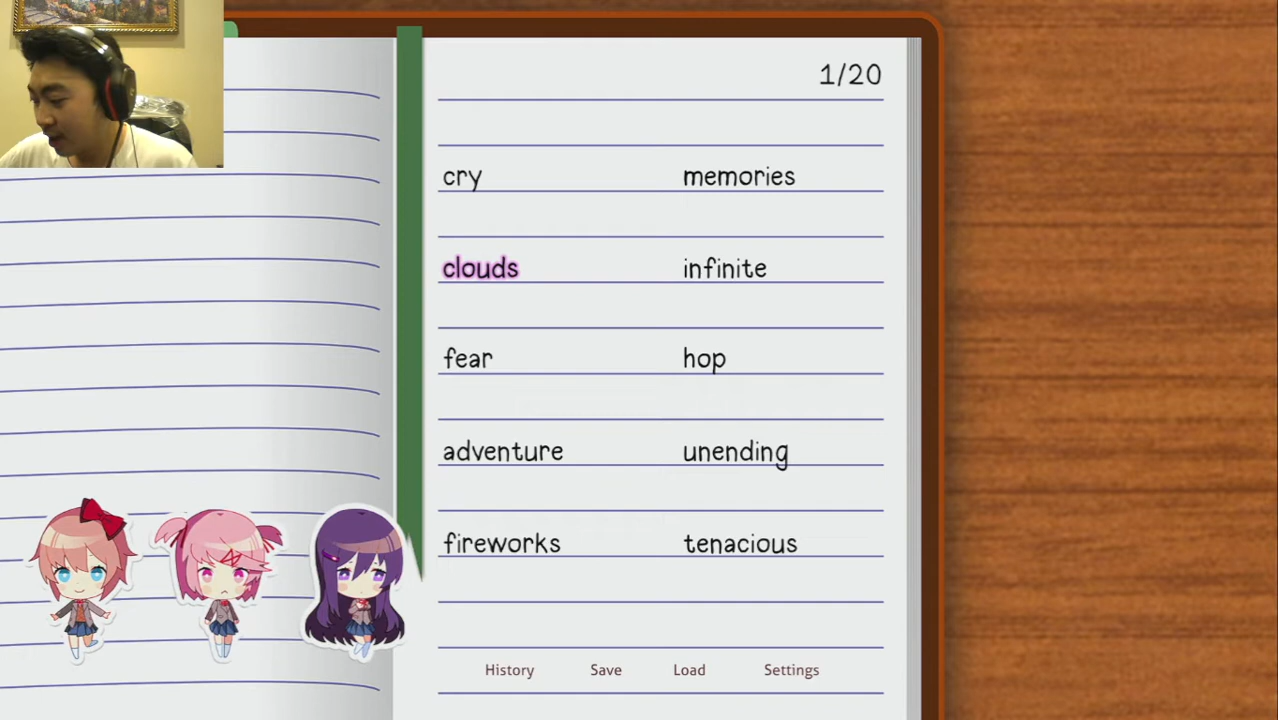 1/20
cry memories
clouds infinite
fear hop
adventure unending
fireworks tenacious
History Save Load Settings